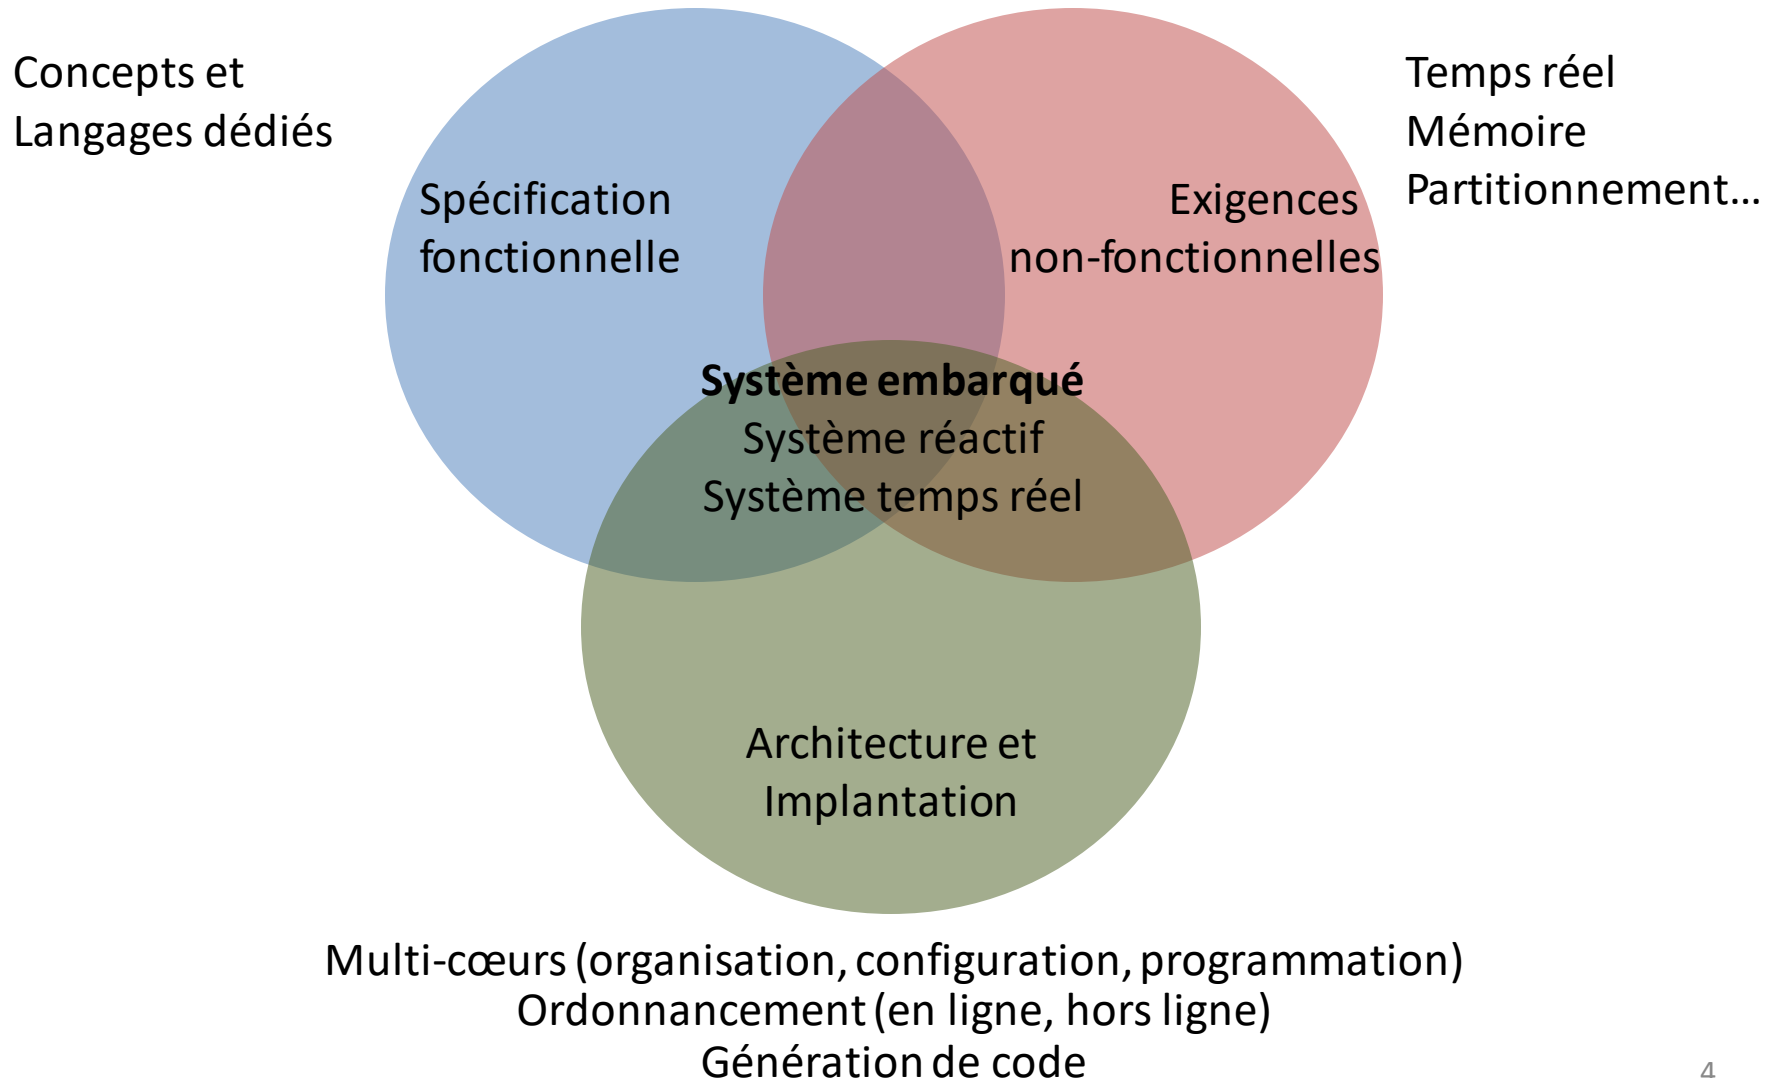 Concepts et
Langages dédiés
Temps réel
Mémoire
Partitionnement...
Spécification
fonctionnelle
Exigences
non-fonctionnelles
Système embarqué
Système réactif
Système temps réel
Architecture et
Implantation
Multi-cœurs (organisation, configuration, programmation)
Ordonnancement (en ligne, hors ligne)
Génération de code
4